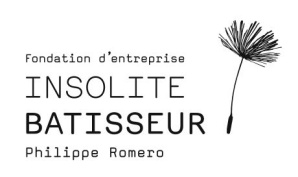 Fondation d'entreprise
INSOLITE
BATISSEUR
Philippe Romero